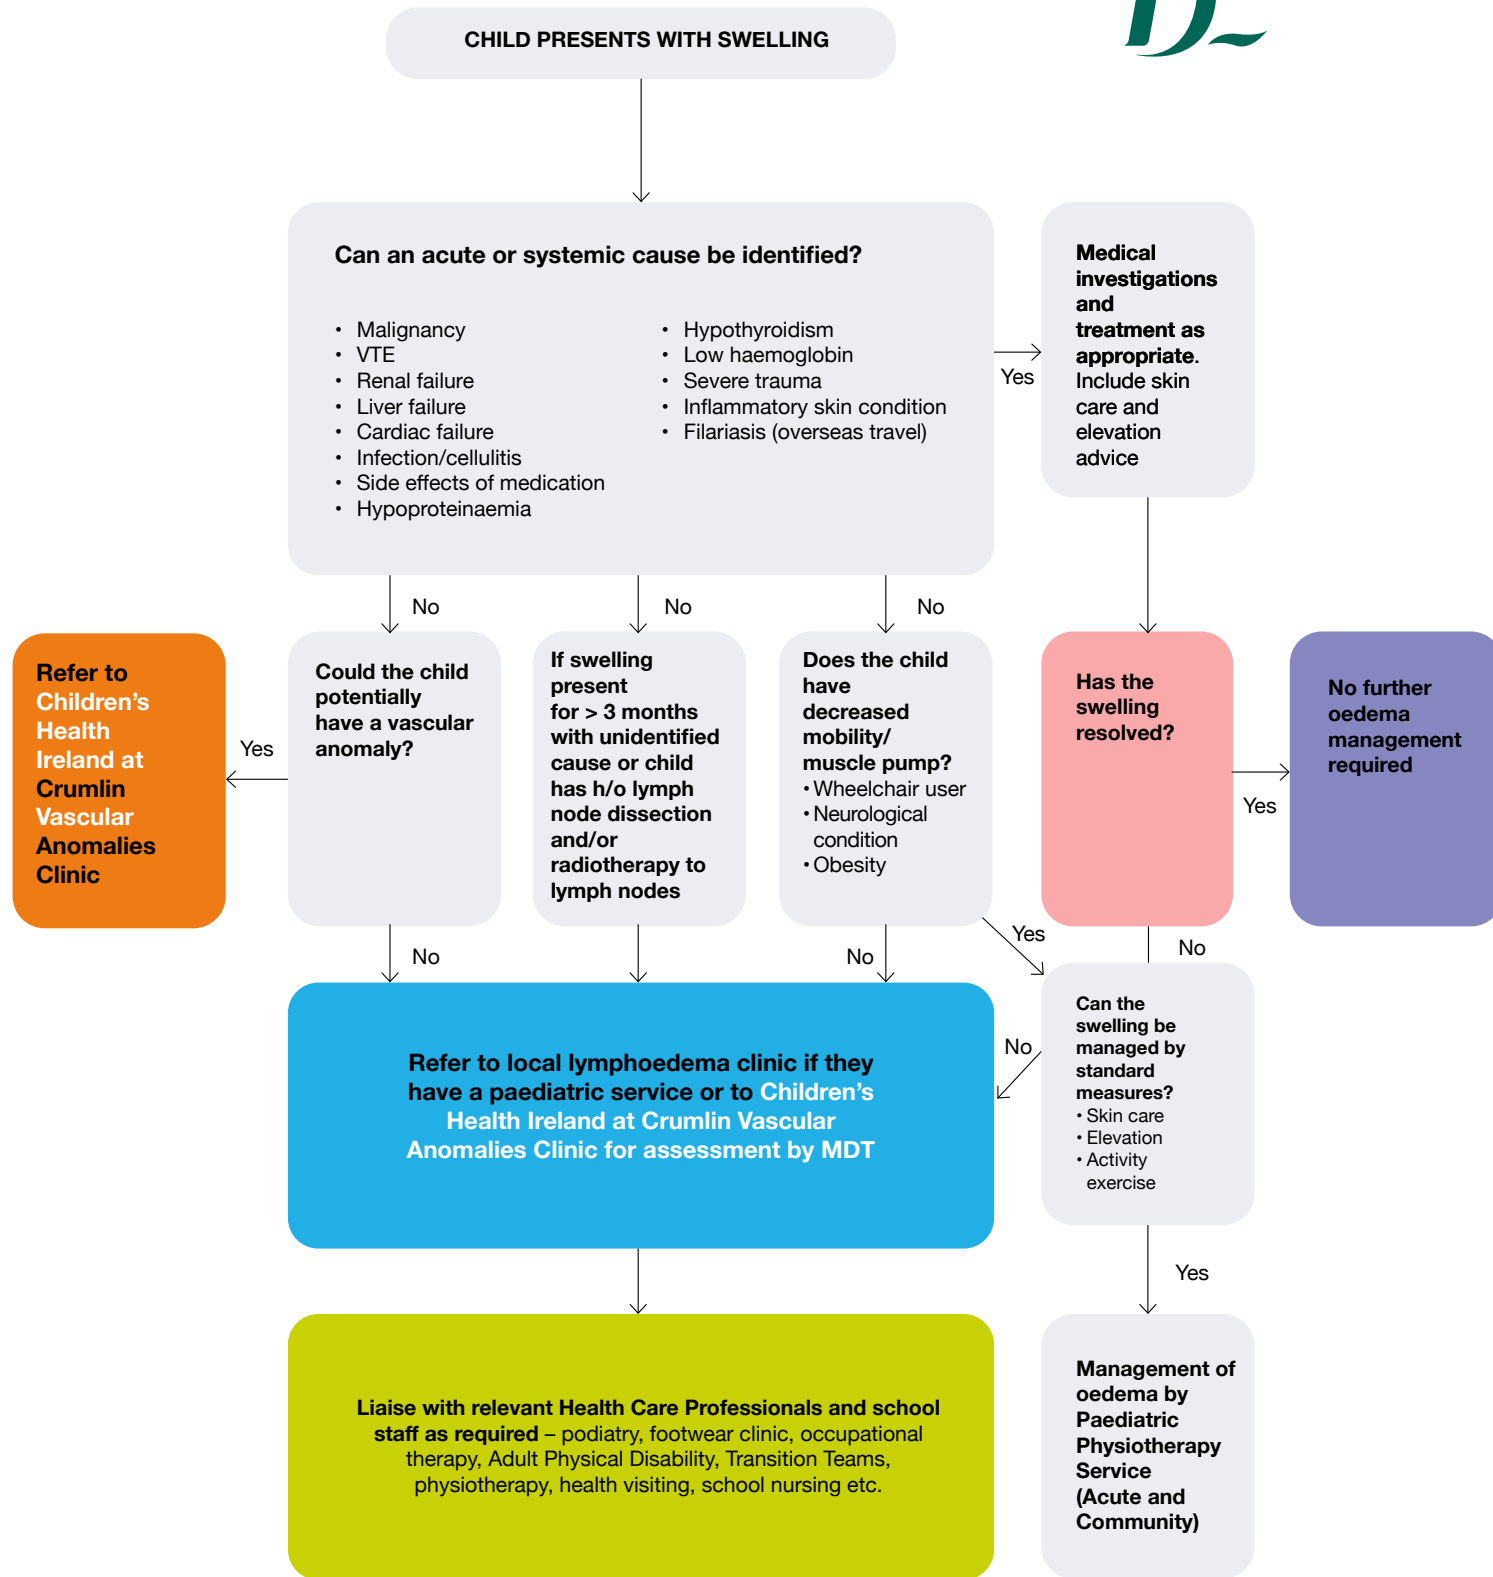 CHILD PRESENTS WITH SWELLING
Can an acute or systemic cause be identified?
• Malignancy
• VTE
• Renal failure
• Liver failure
• Cardiac failure
• Infection/cellulitis
• Side effects of medication
• Hypoproteinaemia
• Hypothyroidism
• Low haemoglobin
• Severe trauma
• Inflammatory skin condition
• Filariasis (overseas travel)
Yes
Medical
investigations
and
treatment as
appropriate.
Include skin
care and
elevation
advice
No
No
No
Refer to
Children’s
Health
Ireland at
Crumlin
Vascular
Anomalies
Clinic
Yes
Could the child
potentially
have a vascular
anomaly?
If swelling
present
for > 3 months
with unidentified
cause or child
has h/o lymph
node dissection
and/or
radiotherapy to
lymph nodes
Does the child
have
decreased
mobility/
muscle pump?
• Wheelchair user
• Neurological
condition
• Obesity
Has the
swelling
resolved?
Yes
No further
oedema
management
required
No
No
Yes
No
Refer to local lymphoedema clinic if they
have a paediatric service or to Children’s
Health Ireland at Crumlin Vascular
Anomalies Clinic for assessment by MDT
No
Can the
swelling be
managed by
standard
measures?
• Skin care
• Elevation
• Activity
exercise
Yes
Liaise with relevant Health Care Professionals and school
staff as required – podiatry, footwear clinic, occupational
therapy, Adult Physical Disability, Transition Teams,
physiotherapy, health visiting, school nursing etc.
Management of
oedema by
Paediatric
Physiotherapy
Service
(Acute and
Community)